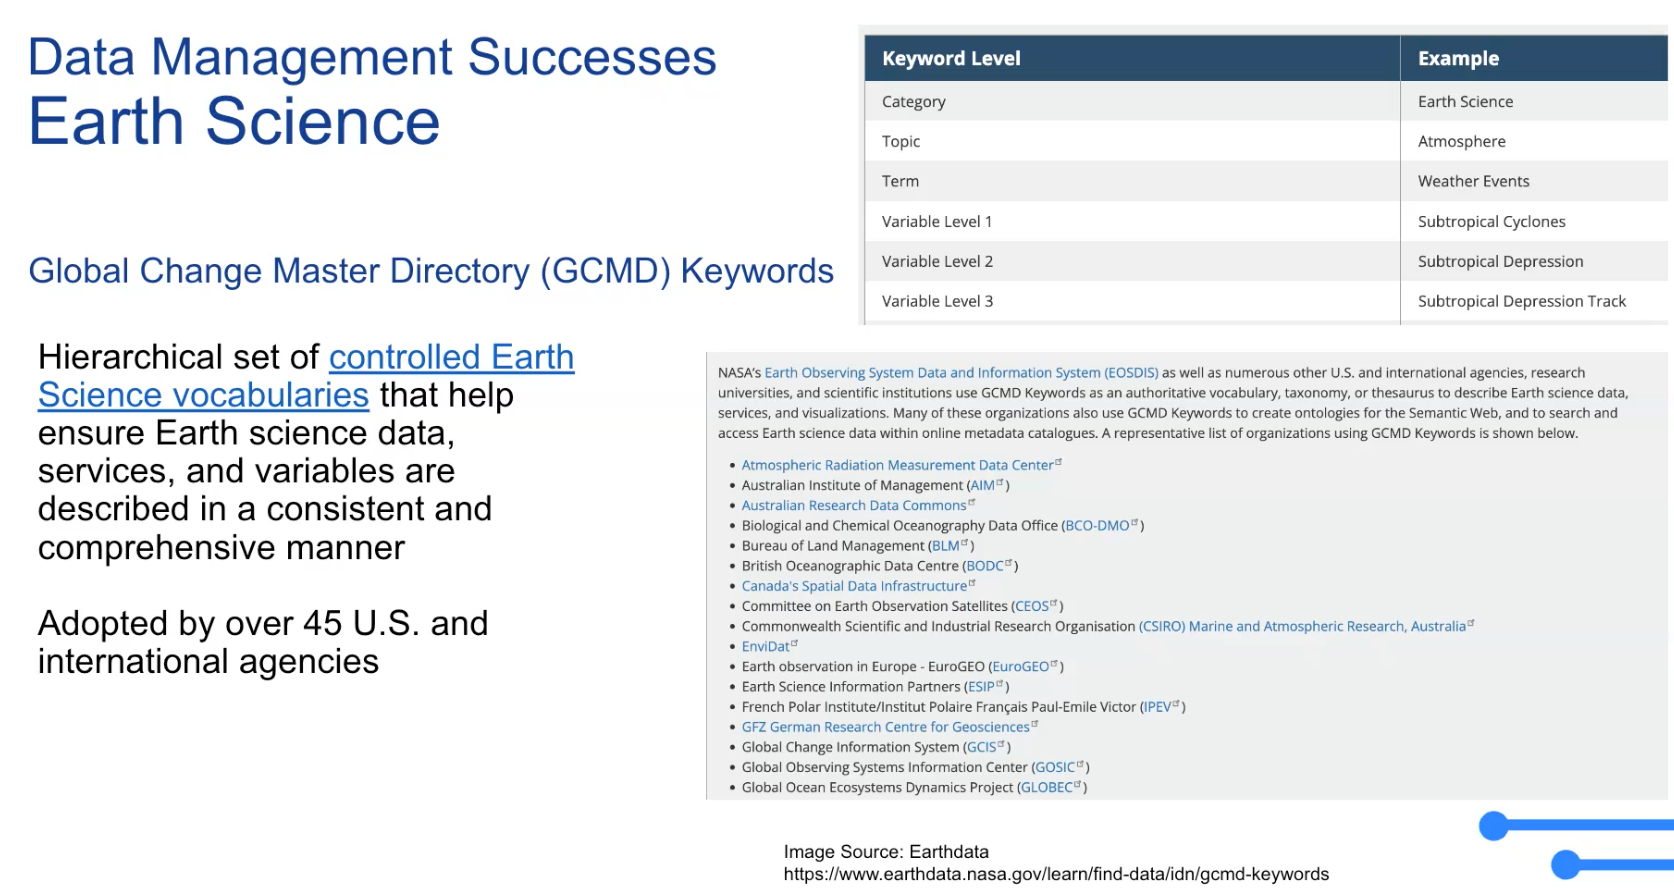 Data Management Successes
Earth Science
Global Change Master Directory (GCMD) Keywords
Hierarchical set of controlled Earth
Science vocabularies that help
ensure Earth science data,
services, and variables are
described in a consistent and
comprehensive manner
Adopted by over 45 U.S. and
international agencies
Keyword Level Example
Category Earth Science
Topic Atmosphere
Term Weather Events
Variable Level 1 Subtropical Cyclones
Variable Level 2 Subtropical Depression
Variable Level 3 Subtropical Depression Track
NASA's Earth Observing System Data and Information System (EOSDIS) as well as numerous other U.S. and international agencies, research
universities, and scientific institutions use GCMD Keywords as an authoritative vocabulary, taxonomy, or thesaurus to describe Earth science data,
services, and visualizations. Many of these organizations also use GCMD Keywords to create ontologies for the Semantic Web, and to search and
access Earth science data within online metadata catalogues. A representative list of organizations using GCMD Keywords is shown below.
• Atmospheric Radiation Measurement Data Center
• Australian Institute of Management (AIM)
• Australian Research Data Commons
• Biological and Chemical Oceanography Data Office (BCO-DMO)
• Bureau of Land Management (BLM)
• British Oceanographic Data Centre (BODC)
• Canada's Spatial Data Infrastructure
• Committee on Earth Observation Satellites (CEOS)
• Commonwealth Scientific and Industrial Research Organisation (CSIRO) Marine and Atmospheric Research, Australia
• EnviDat
• Earth observation in Europe - EuroGEO (EuroGEO)
• Earth Science Information Partners (ESIP)
• French Polar Institute/Institut Polaire Français Paul-Emile Victor (IPEV)
• GFZ German Research Centre for Geosciences
• Global Change Information System (GCIS)
• Global Observing Systems Information Center (GOSIC)
• Global Ocean Ecosystems Dynamics Project (GLOBEC)
Image Source: Earthdata
https://www.earthdata.nasa.gov/learn/find-data/idn/gcmd-keywords